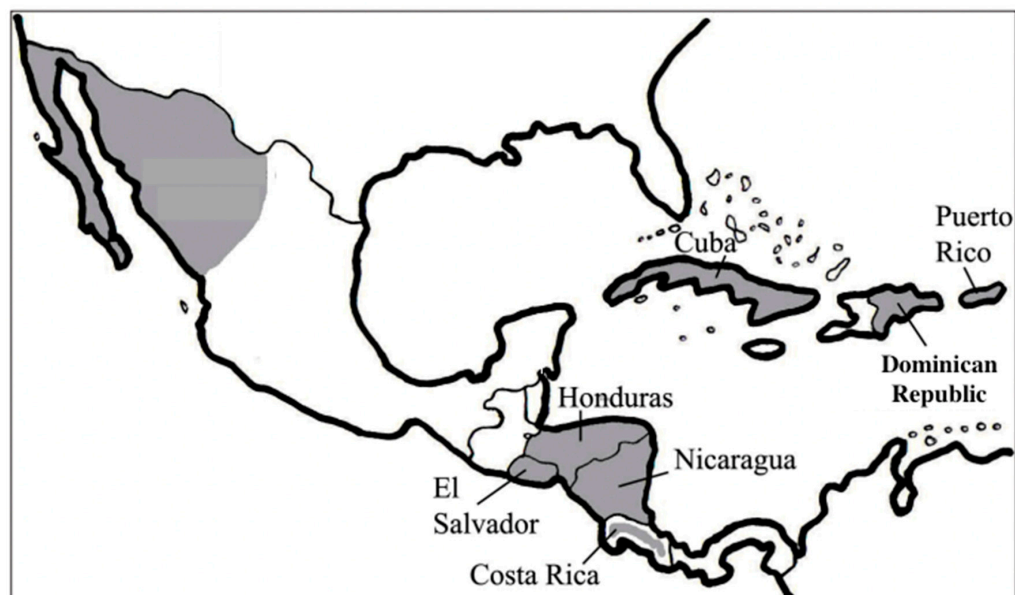 Cuba
Puerto
Rico
Dominican
Republic
Honduras
Nicaragua
El
Salvador
Costa Rica